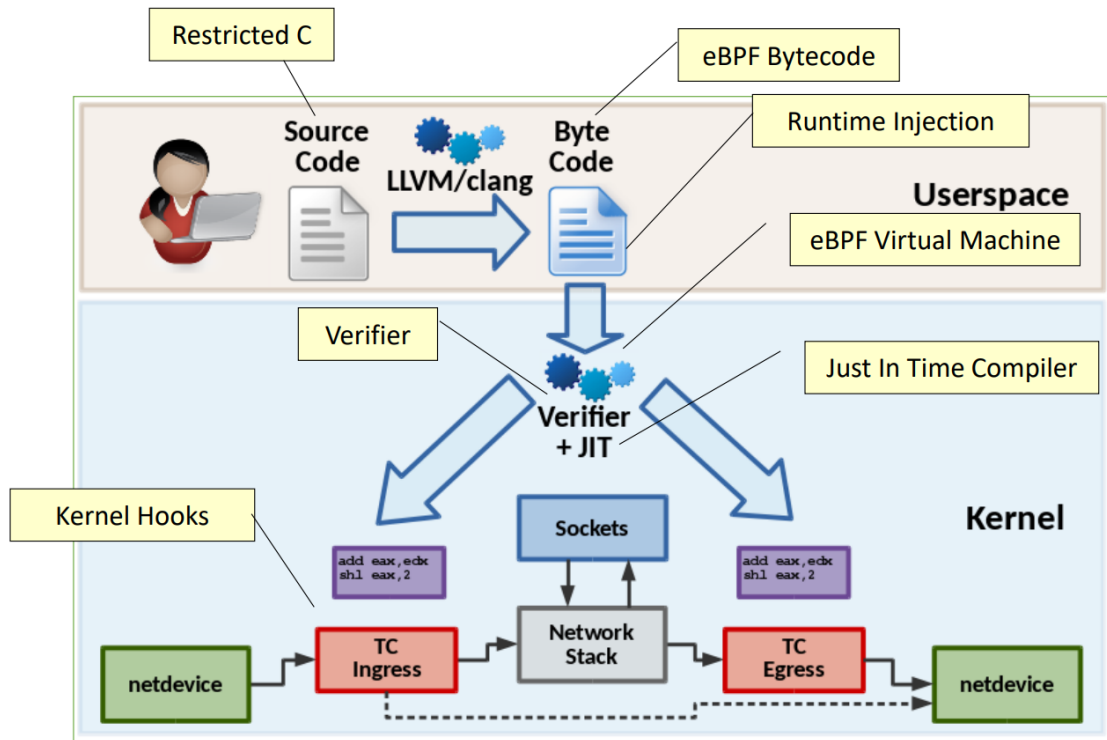 Restricted C
eBPF Bytecode
Runtime Injection
Source
Code
LLVM/clang
Byte
Code
Userspace
eBPF Virtual Machine
Verifier
Just In Time Compiler
Verifier
+ JIT
Kernel Hooks
Kernel
Sockets
add eax,edx
shl eax,2
add eax,edx
shl eax,2
netdevice
TC
Ingress
Network
Stack
TC
Egress
netdevice